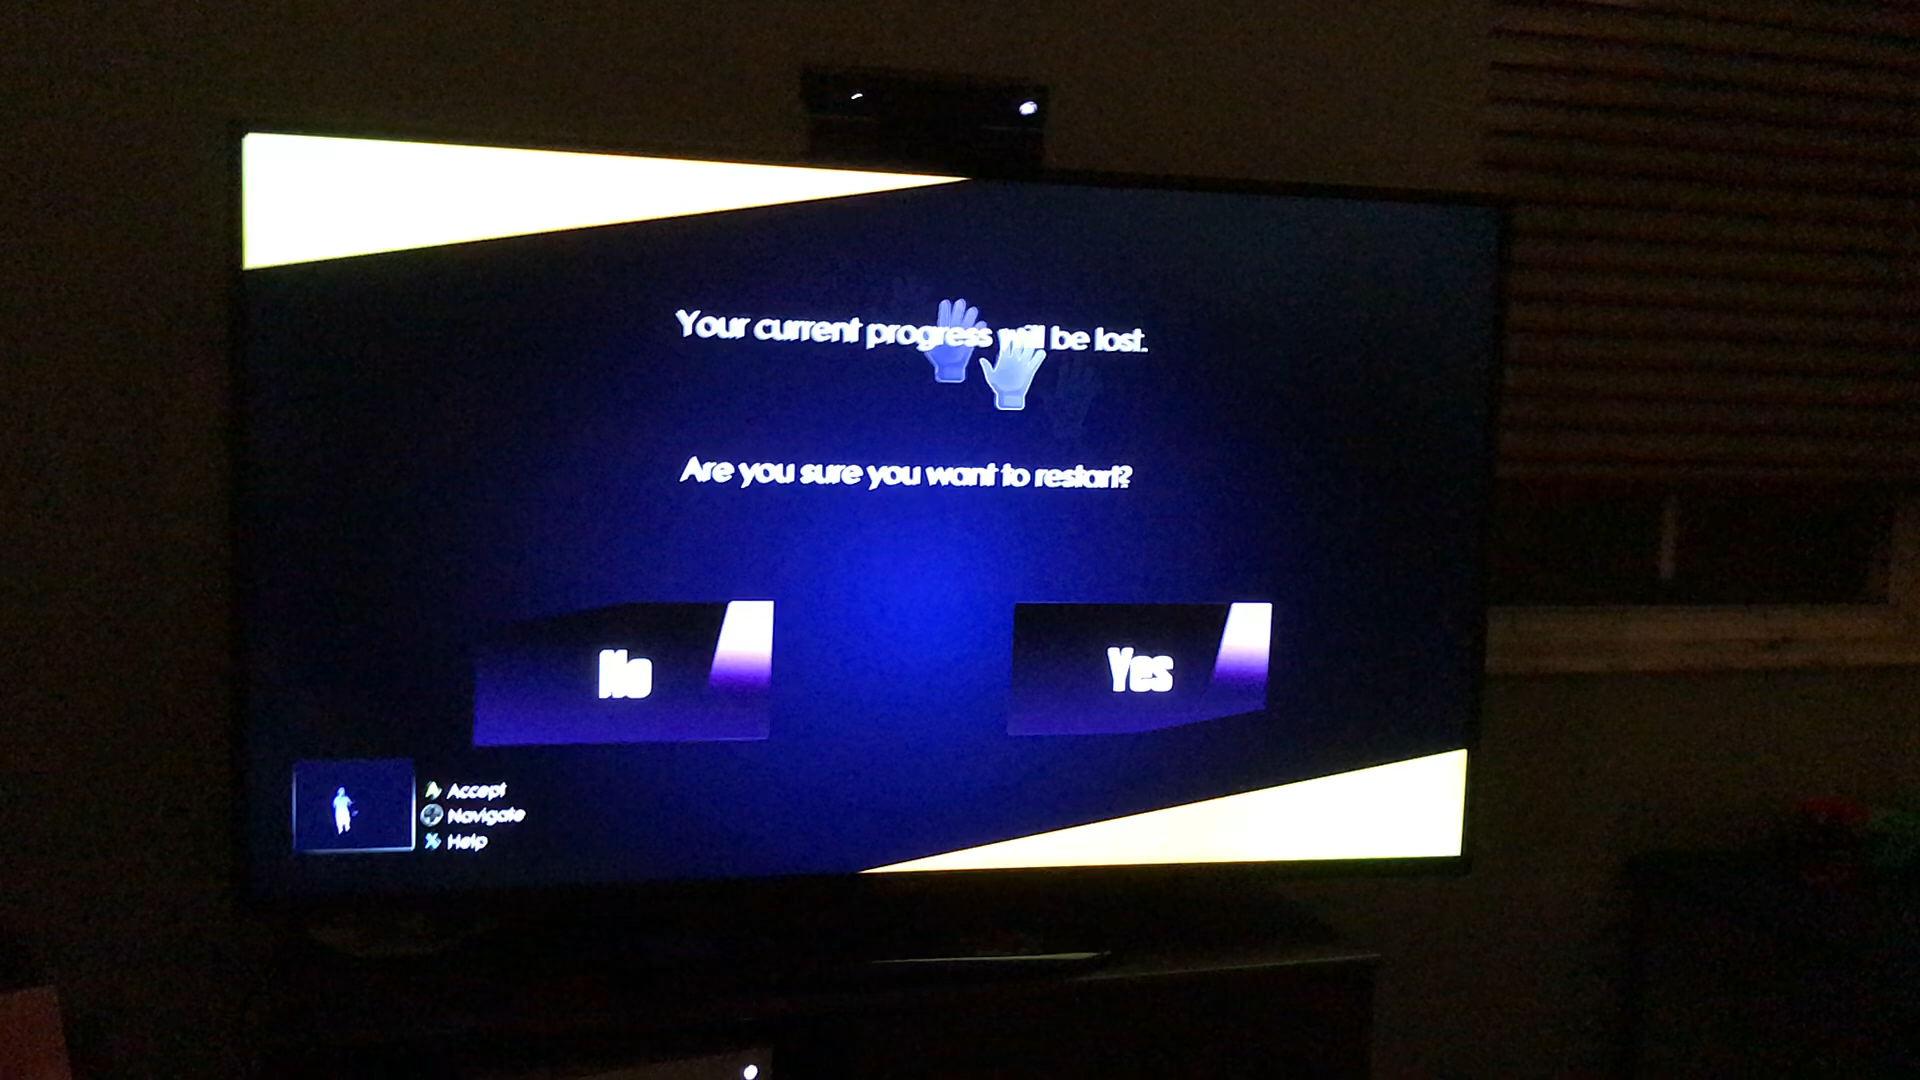 Your current progress will be lost.
Are you sure you want to restart?
No
Yes
A Accept
Navigate
X Help